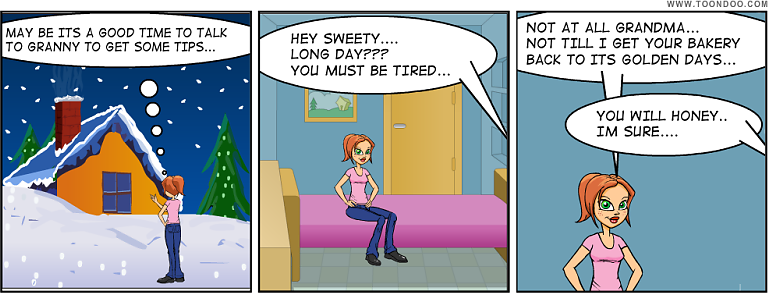 WWW.TOONDOO.COM
MAY BE ITS A GOOD TIME TO TALK
TO GRANNY TO GET SOME TIPS...
HEY SWEETY....
LONG DAY???
YOU MUST BE TIRED...
NOT AT ALL GRANDMA...
NOT TILL I GET YOUR BAKERY
BACK TO ITS GOLDEN DAYS...
YOU WILL HONEY..
IM SURE....